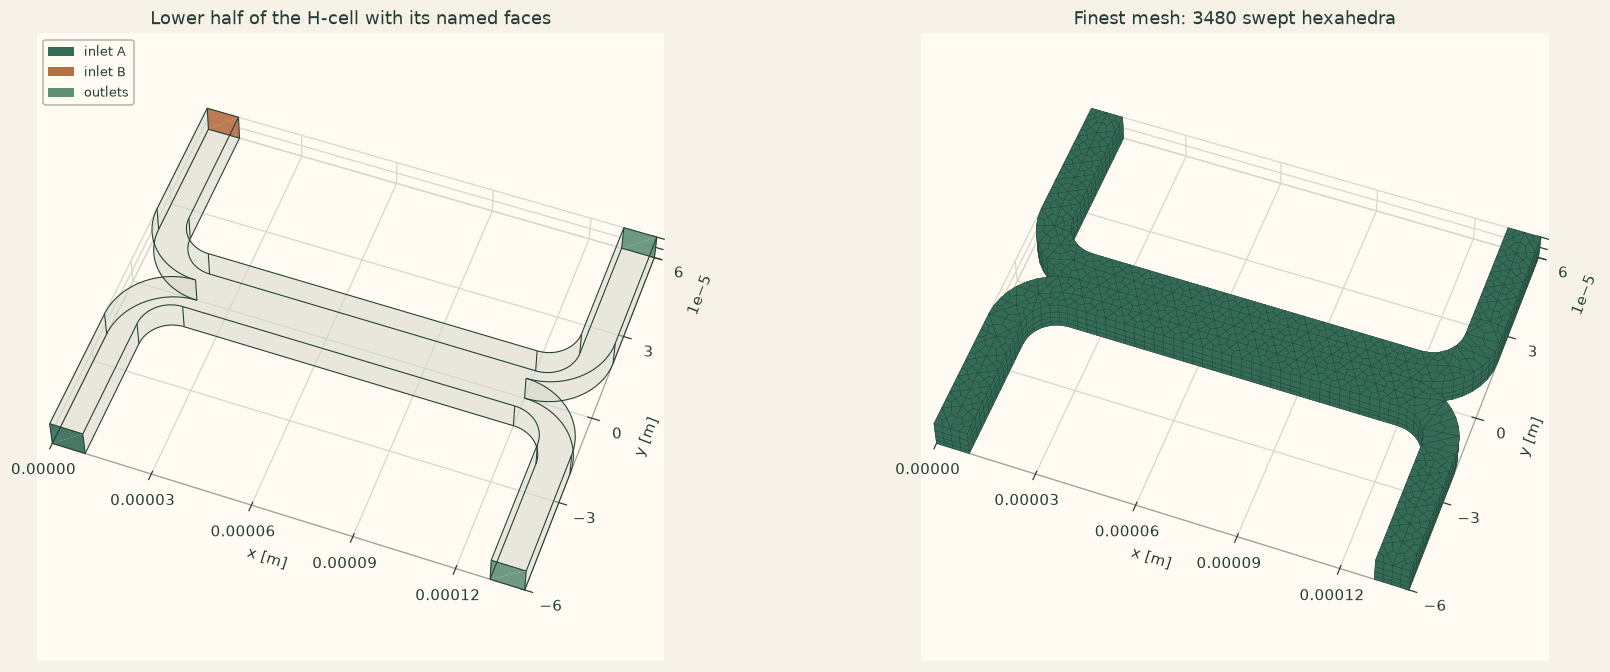 Lower half of the H-cell with its named faces
inlet A
inlet B
outlets
6
1e−5
3
0
y [m]
−3
−6
0.00000
0.00003
0.00006
0.00009
0.00012
x [m]
Finest mesh: 3480 swept hexahedra
6
1e−5
3
0
y [m]
−3
−6
0.00000
0.00003
0.00006
0.00009
0.00012
x [m]